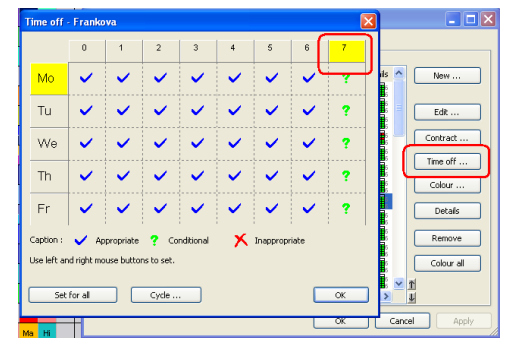 Time off - Frankova
0 1 2 3 4 5 6 7
Mo ?
Tu ?
We ?
Th ?
Fr ?
Caption : Appropriate ? Conditional Inappropriate
Use left and right mouse buttons to set.
Set for all Cycle ... OK
ils
New ...
Edit ...
Contract ...
Time off ...
Colour ...
Details
Remove
Colour all
OK Cancel Apply
Ma Hi